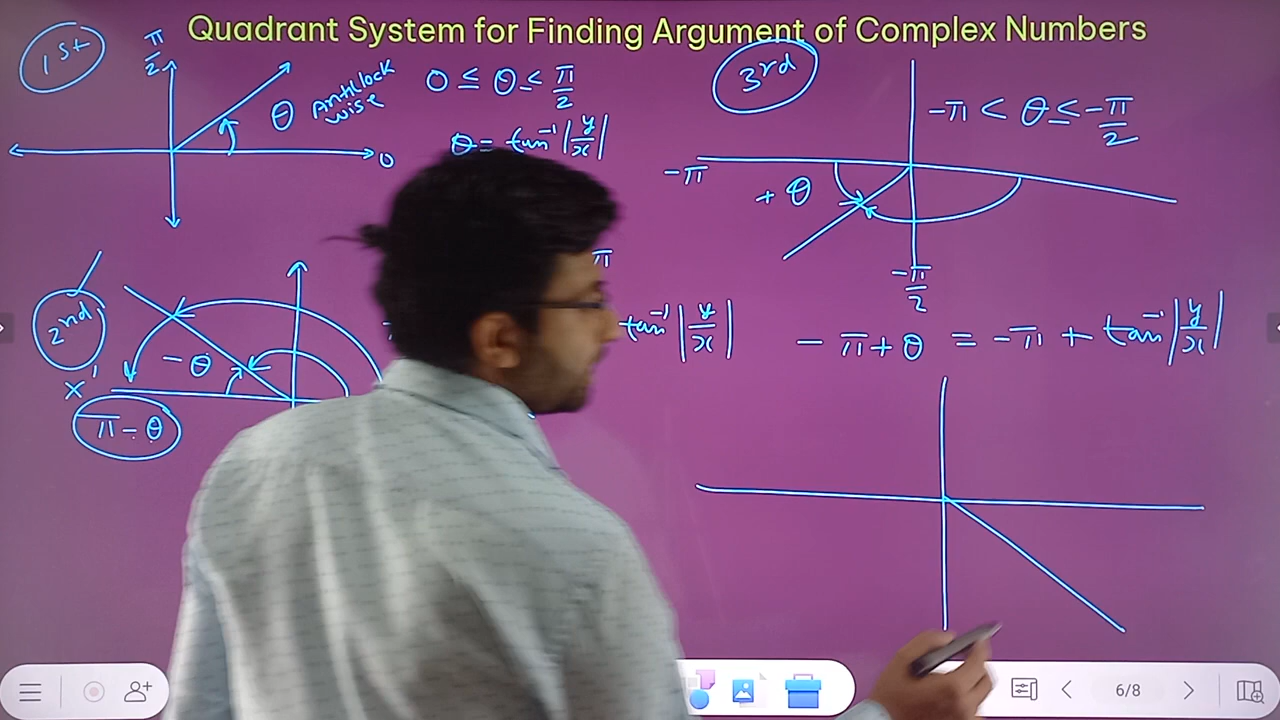 Quadrant System for Finding Argument of Complex Numbers
1st
π/2
θ Anticlock
wise
0
0 ≤ θ ≤ π/2
θ = tan⁻¹|y/x|
2nd
- θ
x'
π - θ
π
tan⁻¹|y/x|
3rd
-π < θ ≤ -π/2
-π
+ θ
-π/2
- π + θ = -π + tan⁻¹|y/x|
6/8